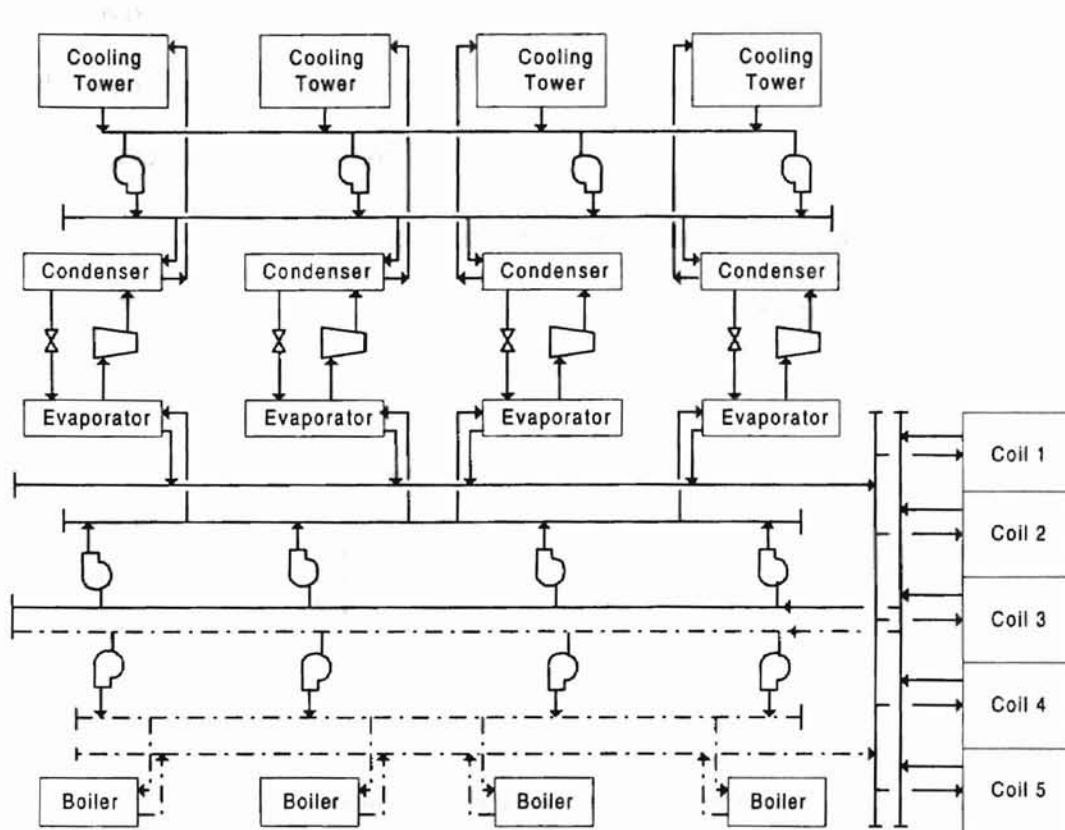 Cooling
Tower
Cooling
Tower
Cooling
Tower
Cooling
Tower
Condenser
Condenser
Condenser
Condenser
Evaporator
Evaporator
Evaporator
Evaporator
Coil 1
Coil 2
Coil 3
Coil 4
Coil 5
Boiler
Boiler
Boiler
Boiler